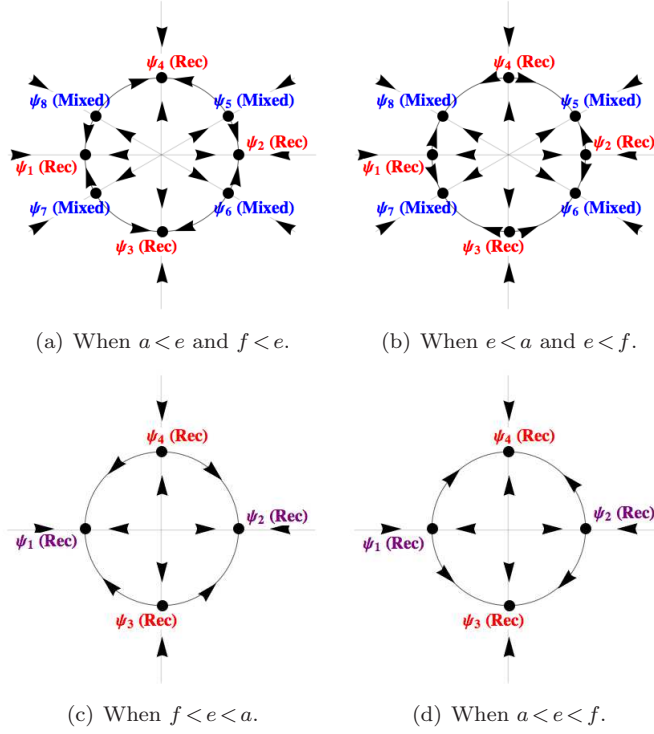 ψ4 (Rec)
ψ8 (Mixed)
ψ5 (Mixed)
ψ1 (Rec)
ψ2 (Rec)
ψ7 (Mixed)
ψ6 (Mixed)
ψ3 (Rec)
(a) When a < e and f < e.
ψ4 (Rec)
ψ8 (Mixed)
ψ5 (Mixed)
ψ1 (Rec)
ψ2 (Rec)
ψ7 (Mixed)
ψ6 (Mixed)
ψ3 (Rec)
(b) When e < a and e < f.
ψ4 (Rec)
ψ2 (Rec)
ψ1 (Rec)
ψ3 (Rec)
(c) When f < e < a.
ψ4 (Rec)
ψ2 (Rec)
ψ1 (Rec)
ψ3 (Rec)
(d) When a < e < f.